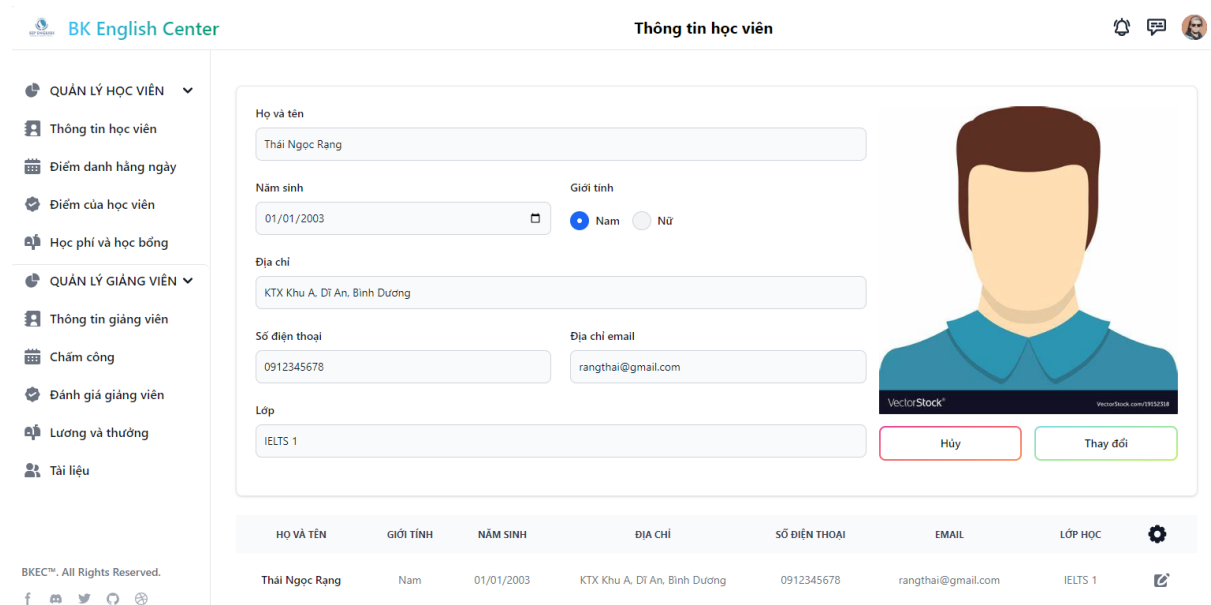 BK English Center
Thông tin học viên
QUẢN LÝ HỌC VIÊN
Thông tin học viên
Điểm danh hằng ngày
Điểm của học viên
Học phí và học bổng
QUẢN LÝ GIẢNG VIÊN
Thông tin giảng viên
Chấm công
Đánh giá giảng viên
Lương và thưởng
Tài liệu
BKEC™. All Rights Reserved.
Họ và tên
Thái Ngọc Rạng
Năm sinh Giới tính
01/01/2003 Nam Nữ
Địa chỉ
KTX Khu A, Dĩ An, Bình Dương
Số điện thoại Địa chỉ email
0912345678 rangthai@gmail.com
Lớp
IELTS 1
VectorStock® VectorStock.com/19152318
Hủy Thay đổi
HỌ VÀ TÊN GIỚI TÍNH NĂM SINH ĐỊA CHỈ SỐ ĐIỆN THOẠI EMAIL LỚP HỌC
Thái Ngọc Rạng Nam 01/01/2003 KTX Khu A, Dĩ An, Bình Dương 0912345678 rangthai@gmail.com IELTS 1